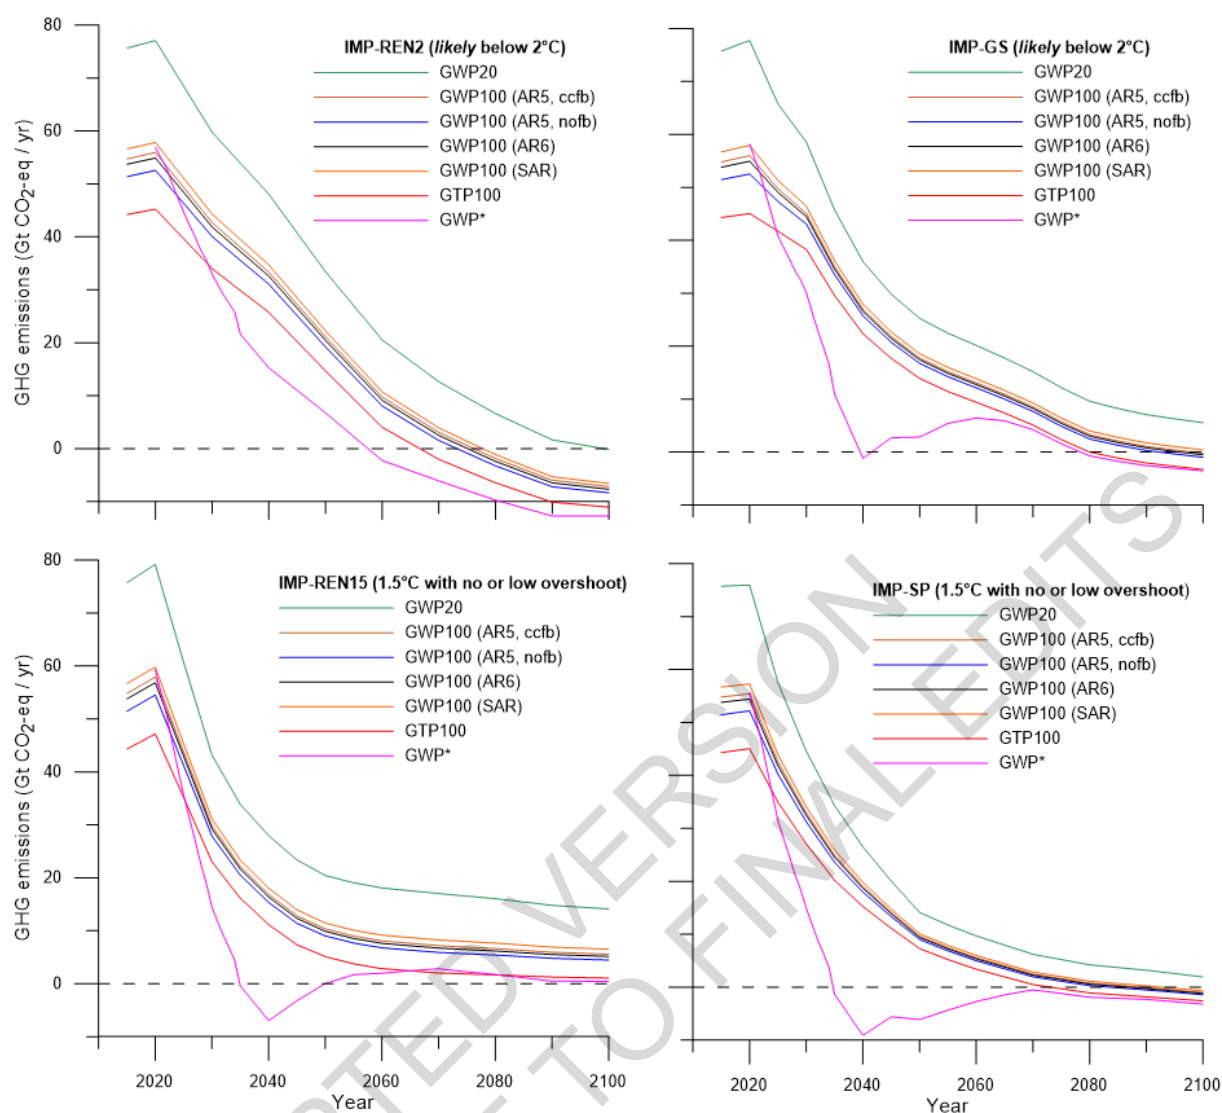 80
60
40
20
0
GHG emissions (Gt CO2-eq / yr)
IMP-REN2 (likely below 2°C)
GWP20
GWP100 (AR5, ccfb)
GWP100 (AR5, nofb)
GWP100 (AR6)
GWP100 (SAR)
GTP100
GWP*
IMP-GS (likely below 2°C)
GWP20
GWP100 (AR5, ccfb)
GWP100 (AR5, nofb)
GWP100 (AR6)
GWP100 (SAR)
GTP100
GWP*
80
60
40
20
0
GHG emissions (Gt CO2-eq / yr)
IMP-REN15 (1.5°C with no or low overshoot)
GWP20
GWP100 (AR5, ccfb)
GWP100 (AR5, nofb)
GWP100 (AR6)
GWP100 (SAR)
GTP100
GWP*
2020 2040 2060 2080 2100
Year
IMP-SP (1.5°C with no or low overshoot)
GWP20
GWP100 (AR5, ccfb)
GWP100 (AR5, nofb)
GWP100 (AR6)
GWP100 (SAR)
GTP100
GWP*
2020 2040 2060 2080 2100
Year
VERSION
TO FINAL EDITS